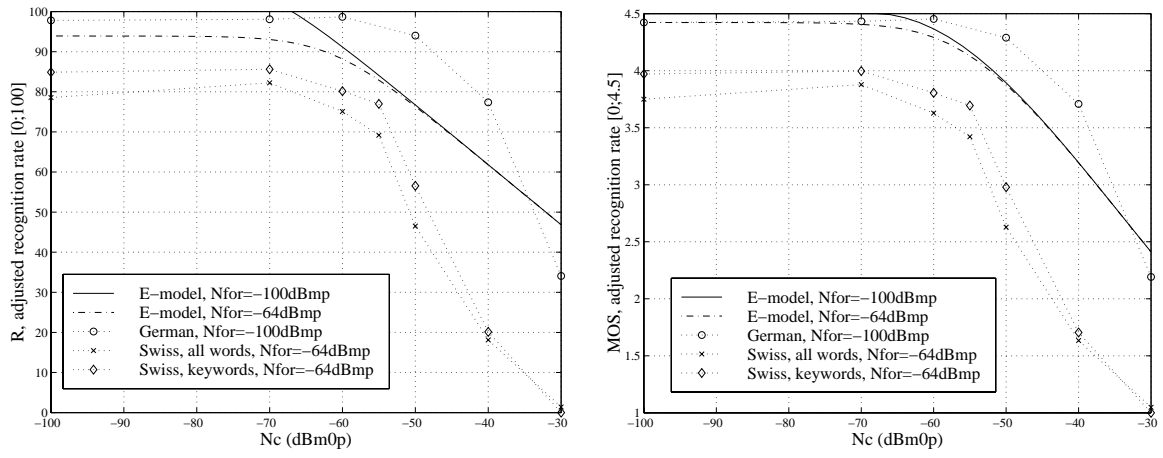 R, adjusted recognition rate [0;100]
100
90
80
70
60
50
40
30
20
10
0
E−model, Nfor=−100dBmp
E−model, Nfor=−64dBmp
German, Nfor=−100dBmp
Swiss, all words, Nfor=−64dBmp
Swiss, keywords, Nfor=−64dBmp
−100 −90 −80 −70 −60 −50 −40 −30
Nc (dBm0p)
MOS, adjusted recognition rate [0;4.5]
4.5
4
3.5
3
2.5
2
1.5
1
E−model, Nfor=−100dBmp
E−model, Nfor=−64dBmp
German, Nfor=−100dBmp
Swiss, all words, Nfor=−64dBmp
Swiss, keywords, Nfor=−64dBmp
−100 −90 −80 −70 −60 −50 −40 −30
Nc (dBm0p)